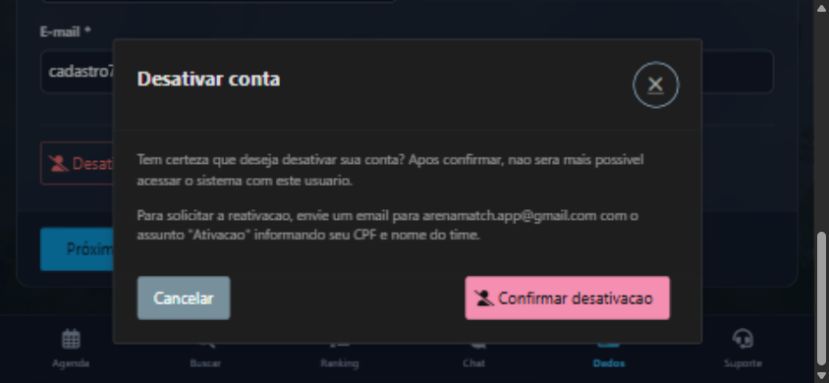 E-mail *
Desativar conta
cadastro7
Tem certeza que deseja desativar sua conta? Apos confirmar, nao sera mais possivel
acessar o sistema com este usuario.
Desati
Para solicitar a reativacao, envie um email para arenamatch.app@gmail.com com o
assunto "Ativacao" informando seu CPF e nome do time.
Próxim
Cancelar
Confirmar desativacao
Agenda
Buscar
Ranking
Chat
Dados
Suporte